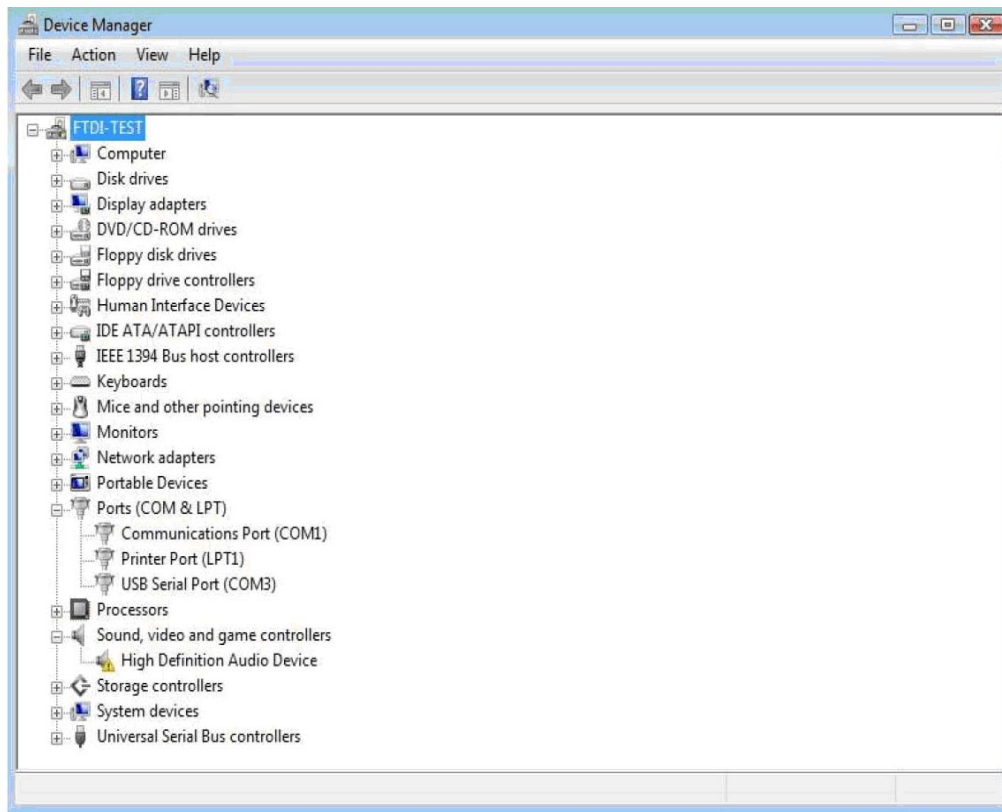 Device Manager
File Action View Help
FTDI-TEST
Computer
Disk drives
Display adapters
DVD/CD-ROM drives
Floppy disk drives
Floppy drive controllers
Human Interface Devices
IDE ATA/ATAPI controllers
IEEE 1394 Bus host controllers
Keyboards
Mice and other pointing devices
Monitors
Network adapters
Portable Devices
Ports (COM & LPT)
Communications Port (COM1)
Printer Port (LPT1)
USB Serial Port (COM3)
Processors
Sound, video and game controllers
High Definition Audio Device
Storage controllers
System devices
Universal Serial Bus controllers